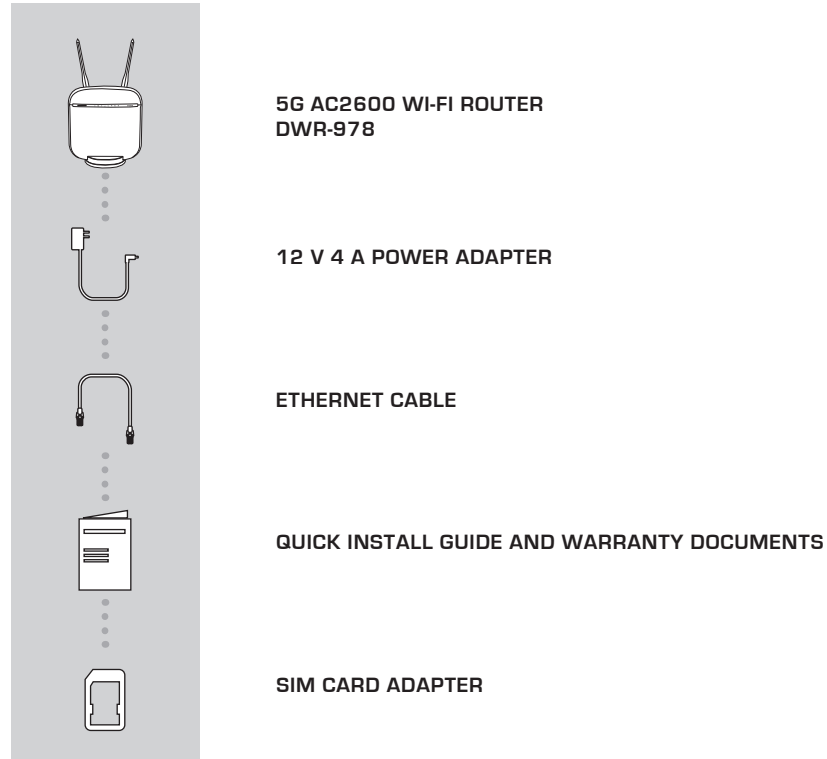 5G AC2600 WI-FI ROUTER
DWR-978
12 V 4 A POWER ADAPTER
ETHERNET CABLE
QUICK INSTALL GUIDE AND WARRANTY DOCUMENTS
SIM CARD ADAPTER